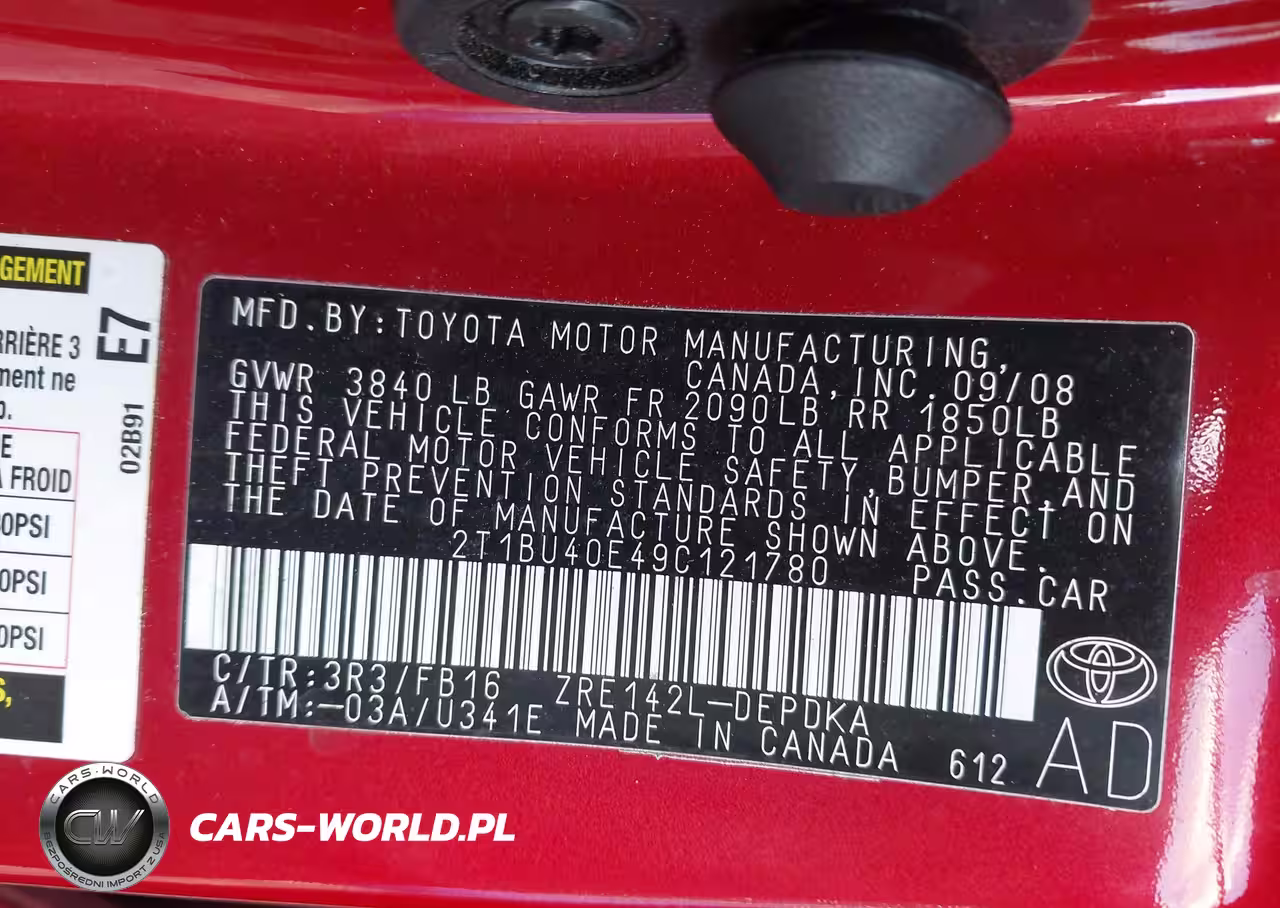 GEMENT
E7
RRIÈRE 3
ment ne
02B91
E
A FROID
0PSI
0PSI
0PSI
S,
MFD.BY:TOYOTA MOTOR MANUFACTURING,
CANADA,INC. 09/08
GVWR 3840 LB GAWR FR 2090LB RR 1850LB
THIS VEHICLE CONFORMS TO ALL APPLICABLE
FEDERAL MOTOR VEHICLE SAFETY,BUMPER,AND
THEFT PREVENTION STANDARDS IN EFFECT ON
THE DATE OF MANUFACTURE SHOWN ABOVE.
2T1BU40E49C121780 PASS.CAR
C/TR:3R3/FB16 ZRE142L-DEPDKA
A/TM:-03A/U341E MADE IN CANADA 612
AD
CARS-WORLD
CW
BEZPOŚREDNI IMPORT Z USA
CARS-WORLD.PL